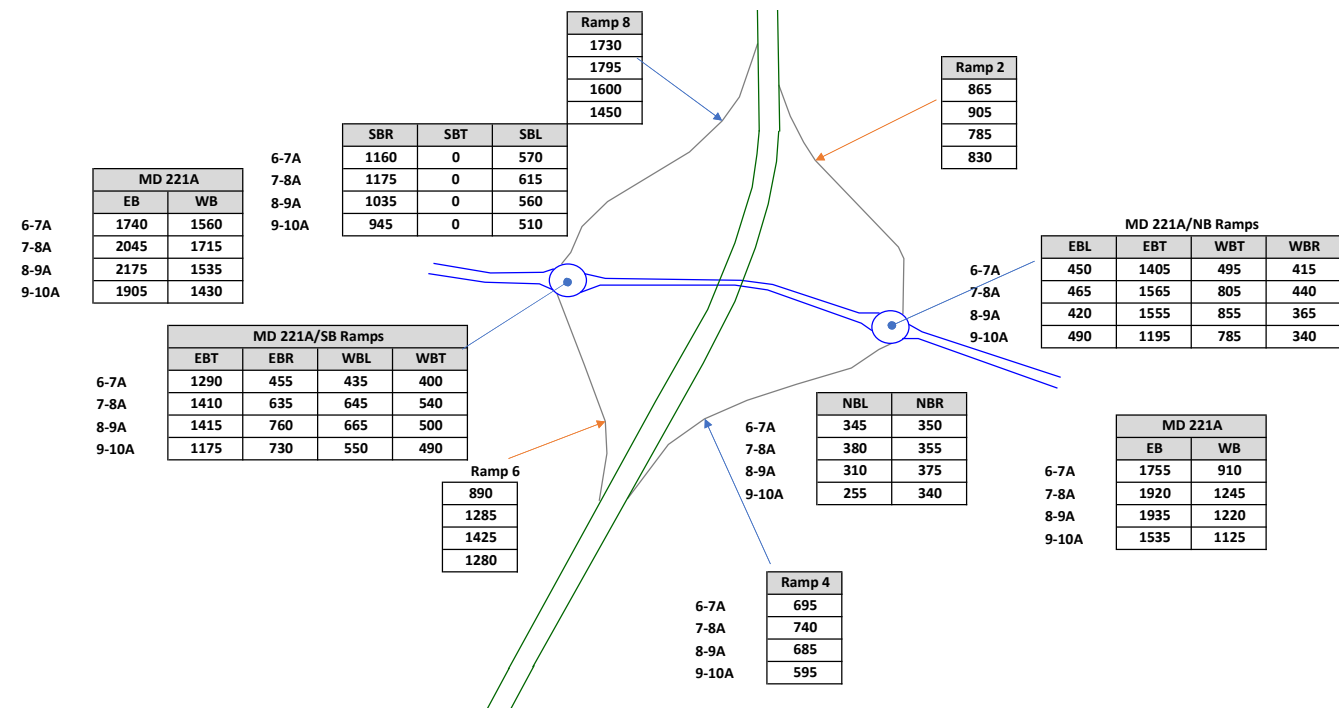 Ramp 8
1730
1795
1600
1450
Ramp 2
865
905
785
830
SBR SBT SBL
6-7A 1160 0 570
7-8A 1175 0 615
8-9A 1035 0 560
9-10A 945 0 510
MD 221A
EB WB
6-7A 1740 1560
7-8A 2045 1715
8-9A 2175 1535
9-10A 1905 1430
MD 221A/NB Ramps
EBL EBT WBT WBR
6-7A 450 1405 495 415
7-8A 465 1565 805 440
8-9A 420 1555 855 365
9-10A 490 1195 785 340
MD 221A/SB Ramps
EBT EBR WBL WBT
6-7A 1290 455 435 400
7-8A 1410 635 645 540
8-9A 1415 760 665 500
9-10A 1175 730 550 490
NBL NBR
6-7A 345 350
7-8A 380 355
8-9A 310 375
9-10A 255 340
MD 221A
EB WB
6-7A 1755 910
7-8A 1920 1245
8-9A 1935 1220
9-10A 1535 1125
Ramp 6
890
1285
1425
1280
Ramp 4
6-7A 695
7-8A 740
8-9A 685
9-10A 595